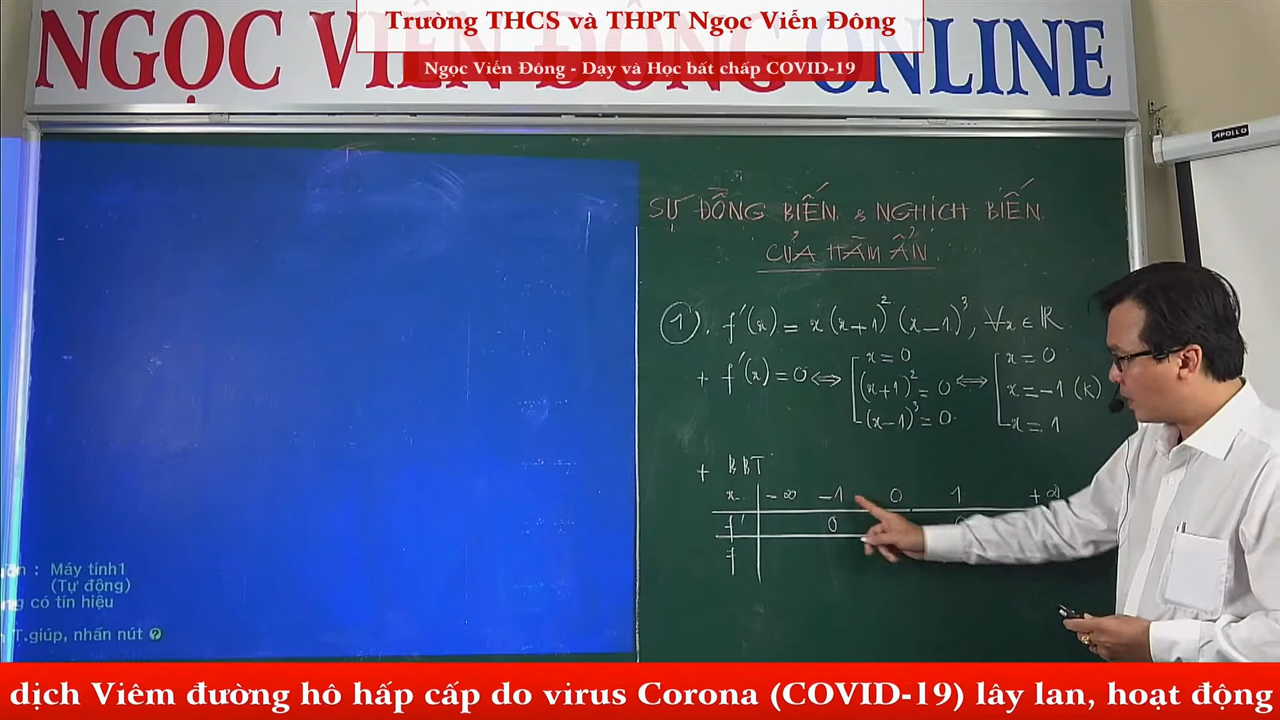 Trường THCS và THPT Ngọc Viễn Đông
NGỌC VIỄN ĐÔNG ONLINE
Ngọc Viễn Đông - Dạy và Học bất chấp COVID-19
APOLLO
SỰ ĐỒNG BIẾN & NGHỊCH BIẾN
CỦA HÀM ẨN
1). f'(x) = x(x+1)² (x-1)³, ∀x ∈ ℝ
+ f'(x) = 0 ⇔ [ x = 0 ; (x+1)² = 0 ; (x-1)³ = 0 ⇔ [ x = 0 ; x = -1 (K) ; x = 1
+ BBT
x -∞ -1 0 1 +∞
f' 0 0
f
Máy tính1
(Tự động)
có tín hiệu
T.giúp, nhấn nút ?
dịch Viêm đường hô hấp cấp do virus Corona (COVID-19) lây lan, hoạt động